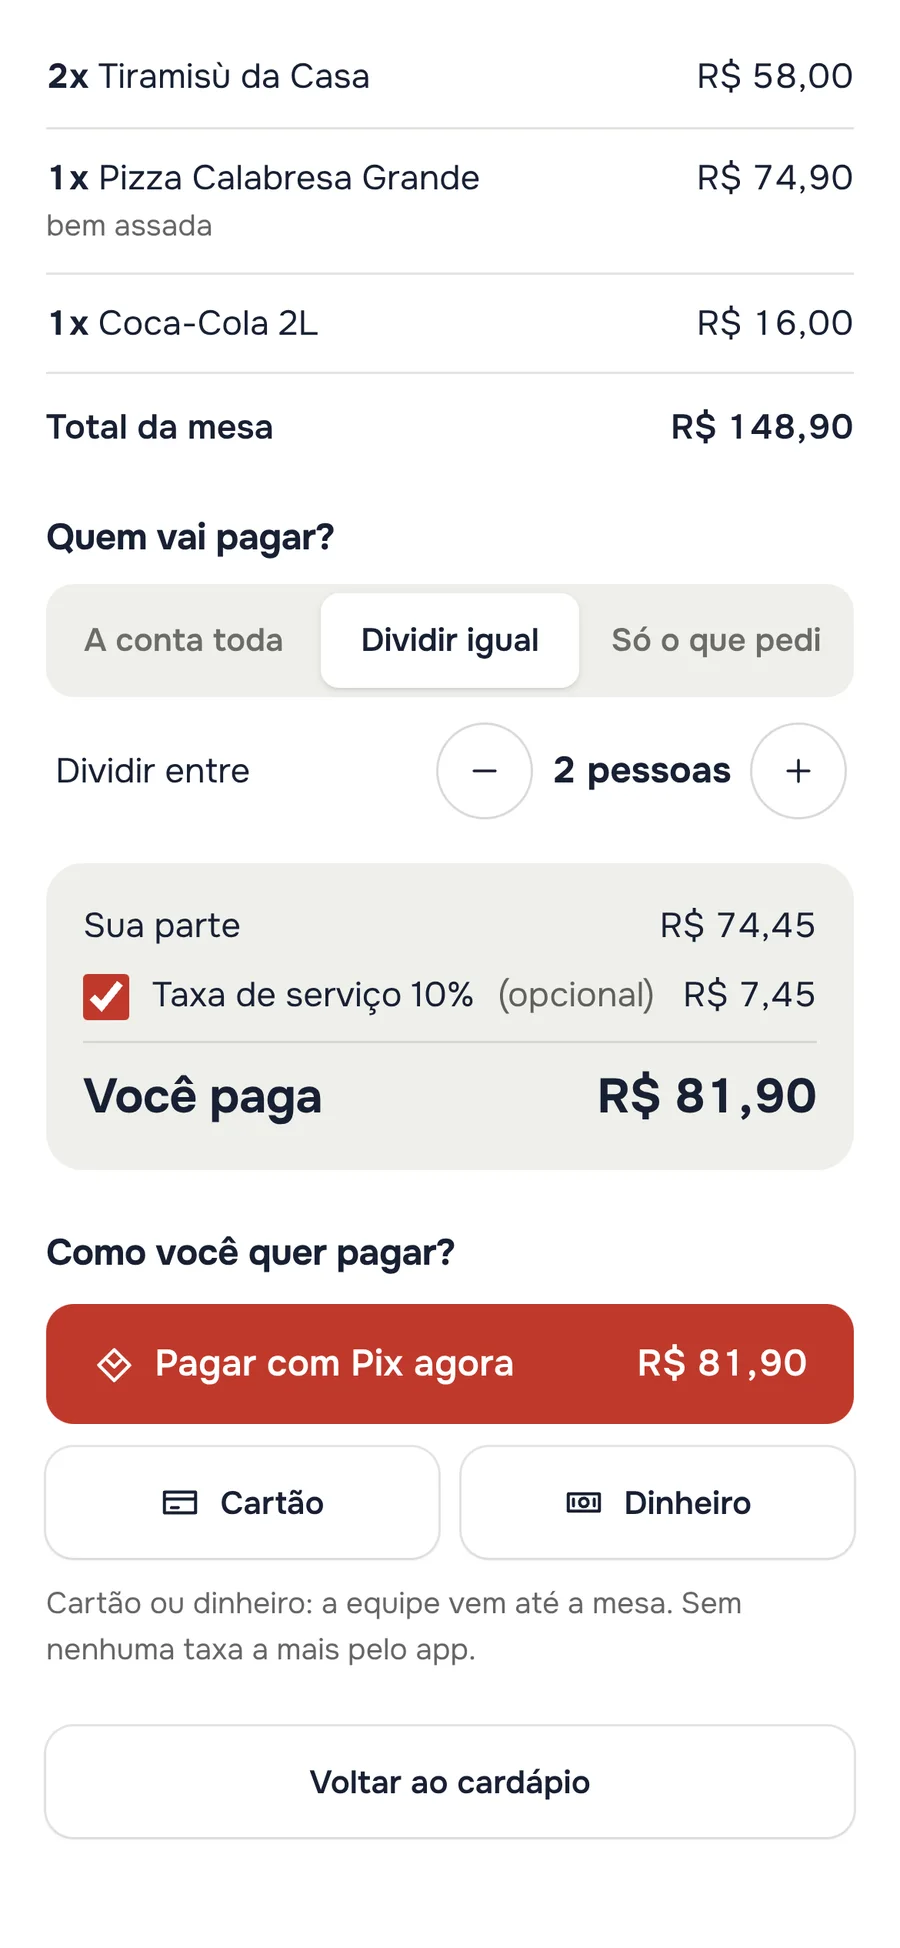 2x Tiramisù da Casa R$ 58,00
1x Pizza Calabresa Grande R$ 74,90
bem assada
1x Coca-Cola 2L R$ 16,00
Total da mesa R$ 148,90
Quem vai pagar?
A conta toda Dividir igual Só o que pedi
Dividir entre − 2 pessoas +
Sua parte R$ 74,45
Taxa de serviço 10% (opcional) R$ 7,45
Você paga R$ 81,90
Como você quer pagar?
Pagar com Pix agora R$ 81,90
Cartão Dinheiro
Cartão ou dinheiro: a equipe vem até a mesa. Sem
nenhuma taxa a mais pelo app.
Voltar ao cardápio